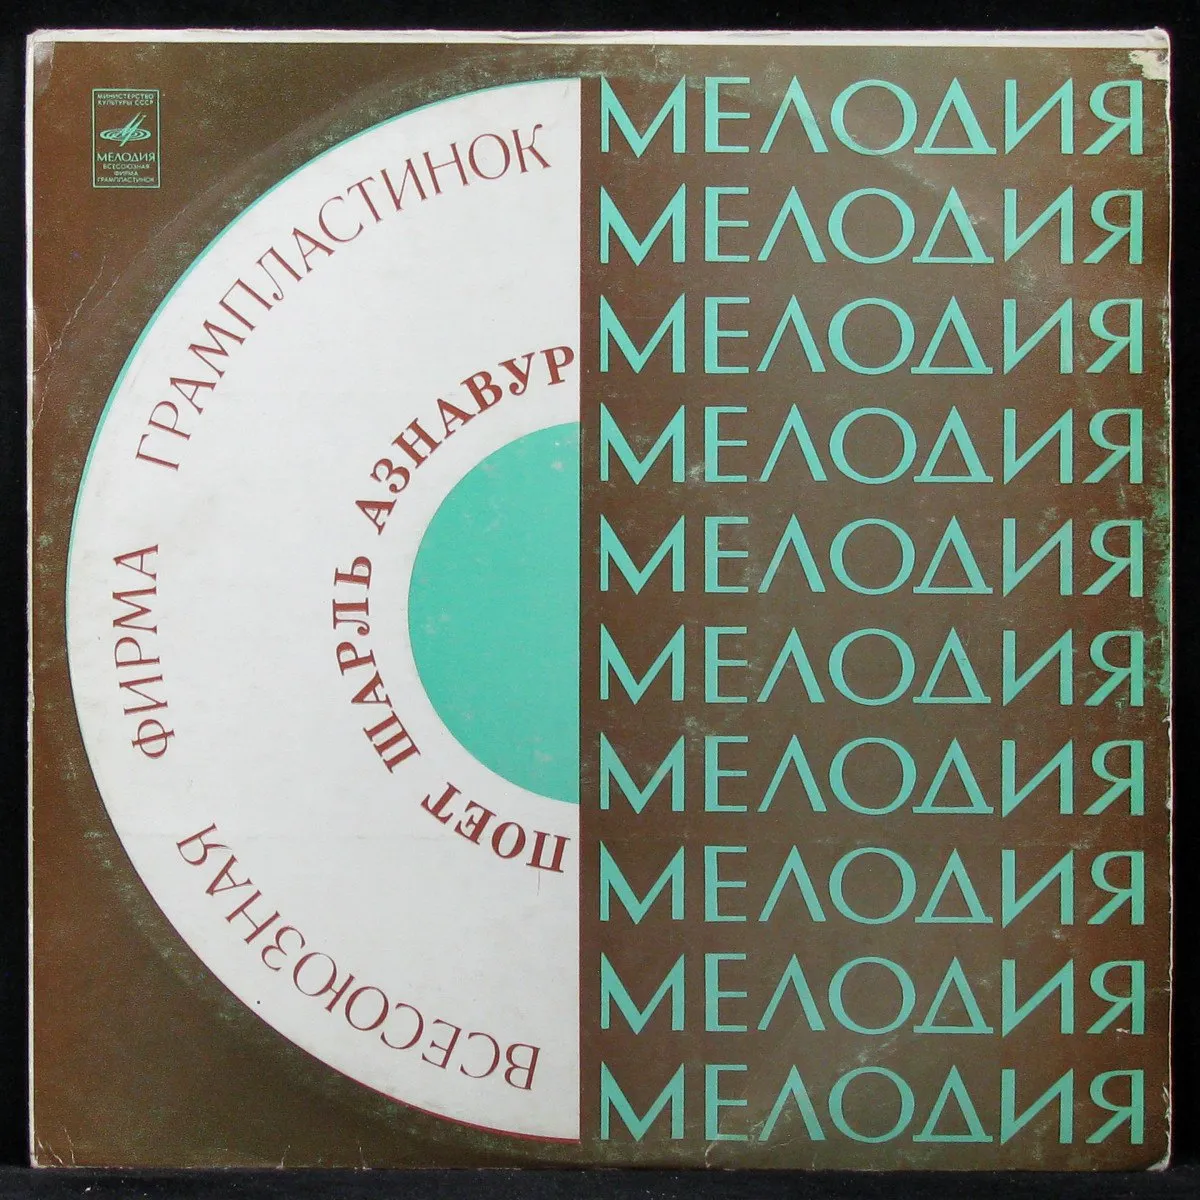 МИНИСТЕРСТВО
КУЛЬТУРЫ СССР
МЕЛОДИЯ
ВСЕСОЮЗНАЯ
ФИРМА
ГРАМПЛАСТИНОК
ВСЕСОЮЗНАЯ ФИРМА ГРАМПЛАСТИНОК
ПОЕТ ШАРЛЬ АЗНАВУР
МЕЛОДИЯ
МЕЛОДИЯ
МЕЛОДИЯ
МЕЛОДИЯ
МЕЛОДИЯ
МЕЛОДИЯ
МЕЛОДИЯ
МЕЛОДИЯ
МЕЛОДИЯ
МЕЛОДИЯ